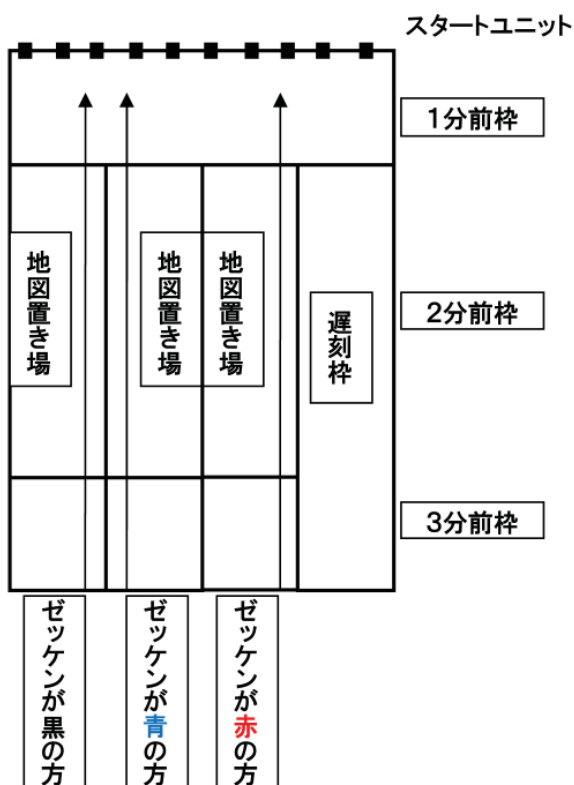 スタートユニット
1分前枠
地図置き場
地図置き場
地図置き場
遅刻枠
2分前枠
3分前枠
ゼッケンが黒の方
ゼッケンが青の方
ゼッケンが赤の方